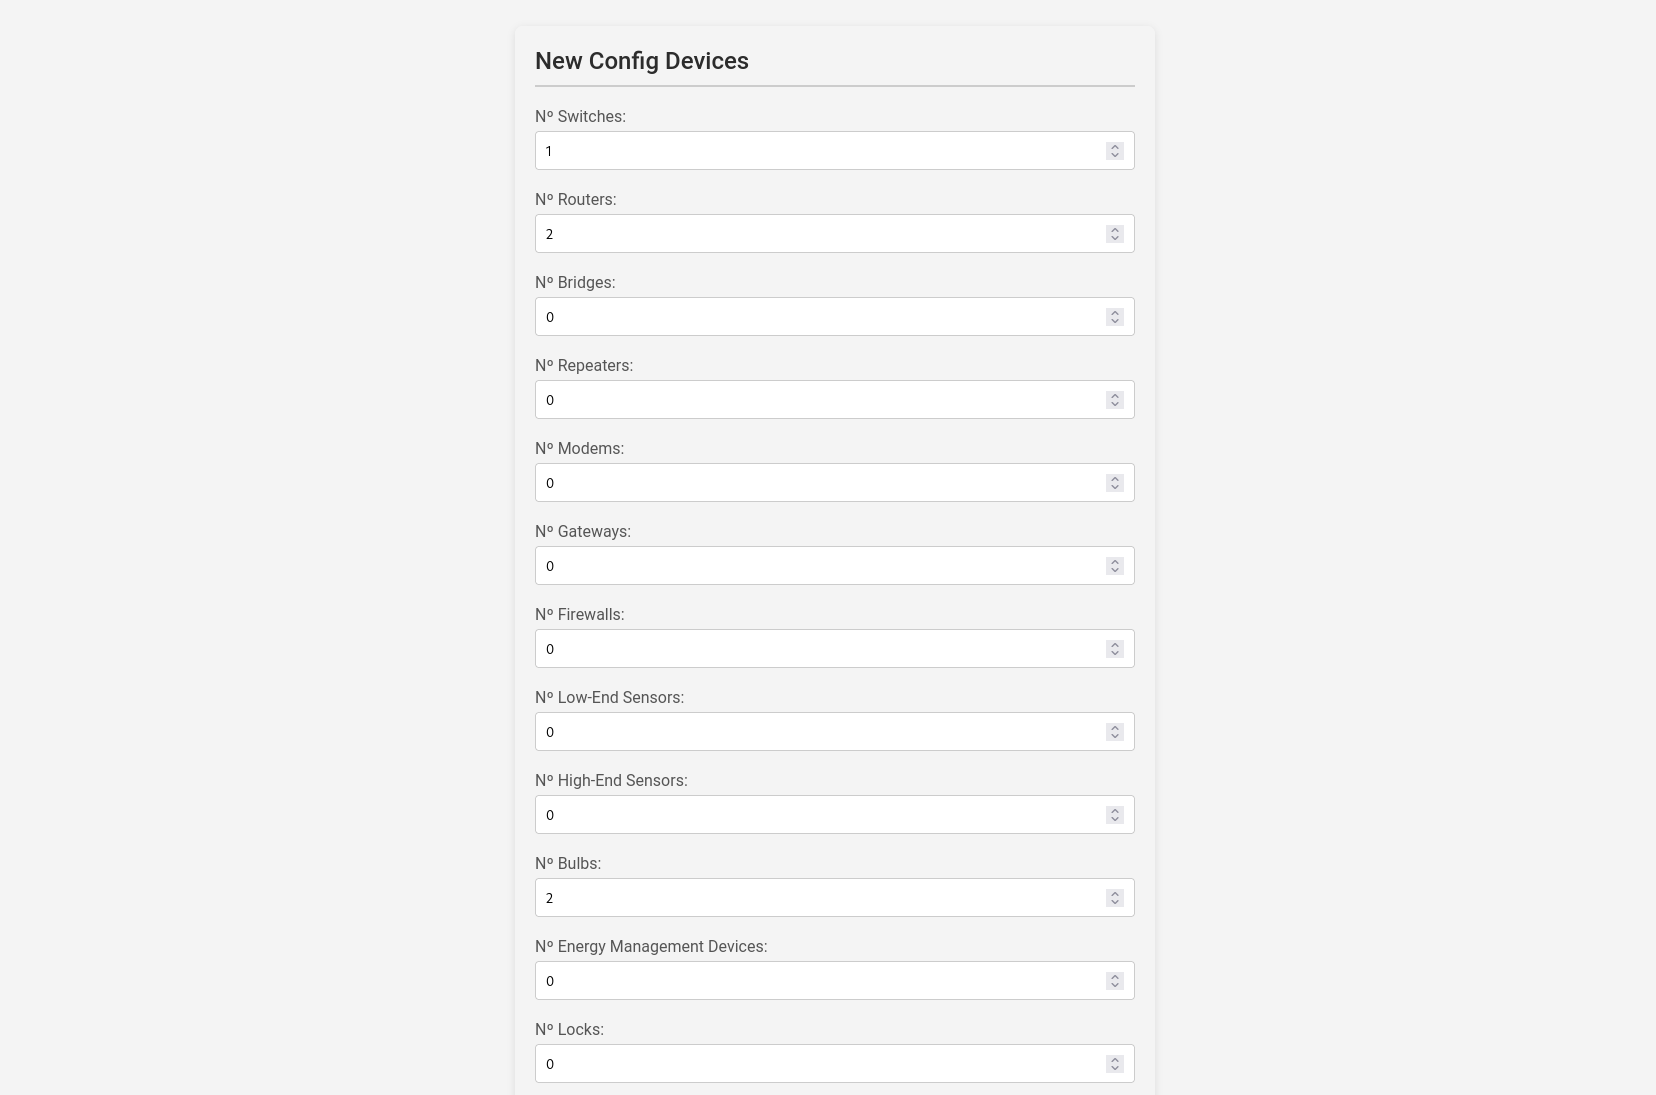 New Config Devices
Nº Switches:
1
Nº Routers:
2
Nº Bridges:
0
Nº Repeaters:
0
Nº Modems:
0
Nº Gateways:
0
Nº Firewalls:
0
Nº Low-End Sensors:
0
Nº High-End Sensors:
0
Nº Bulbs:
2
Nº Energy Management Devices:
0
Nº Locks:
0